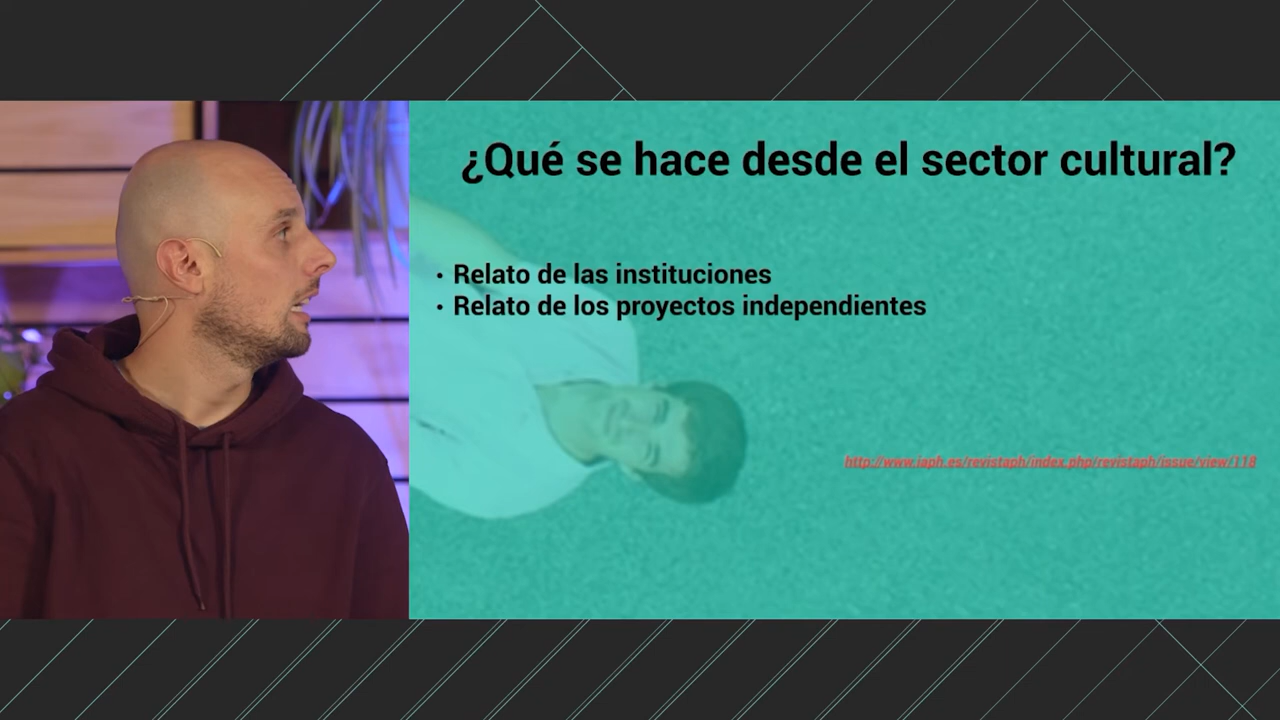 ¿Qué se hace desde el sector cultural?
• Relato de las instituciones
• Relato de los proyectos independientes
http://www.iaph.es/revistaph/index.php/revistaph/issue/view/118